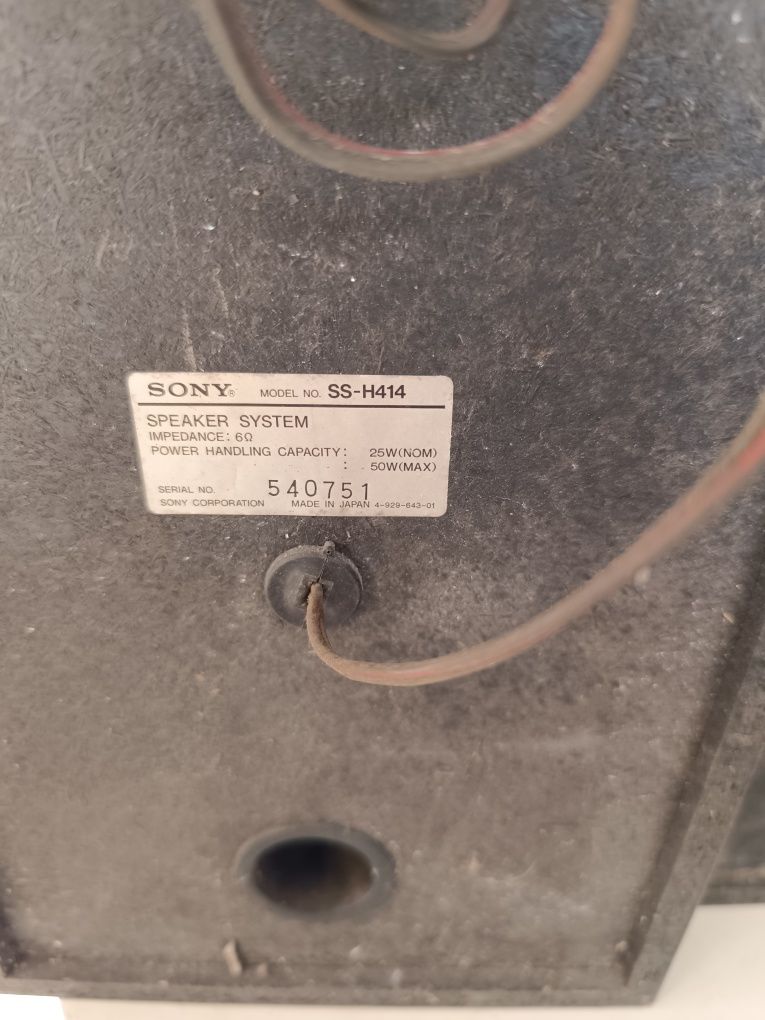 SONY® MODEL NO. SS-H414
SPEAKER SYSTEM
IMPEDANCE: 6Ω
POWER HANDLING CAPACITY: 25W(NOM)
: 50W(MAX)
SERIAL NO. 540751
SONY CORPORATION MADE IN JAPAN 4-929-643-01